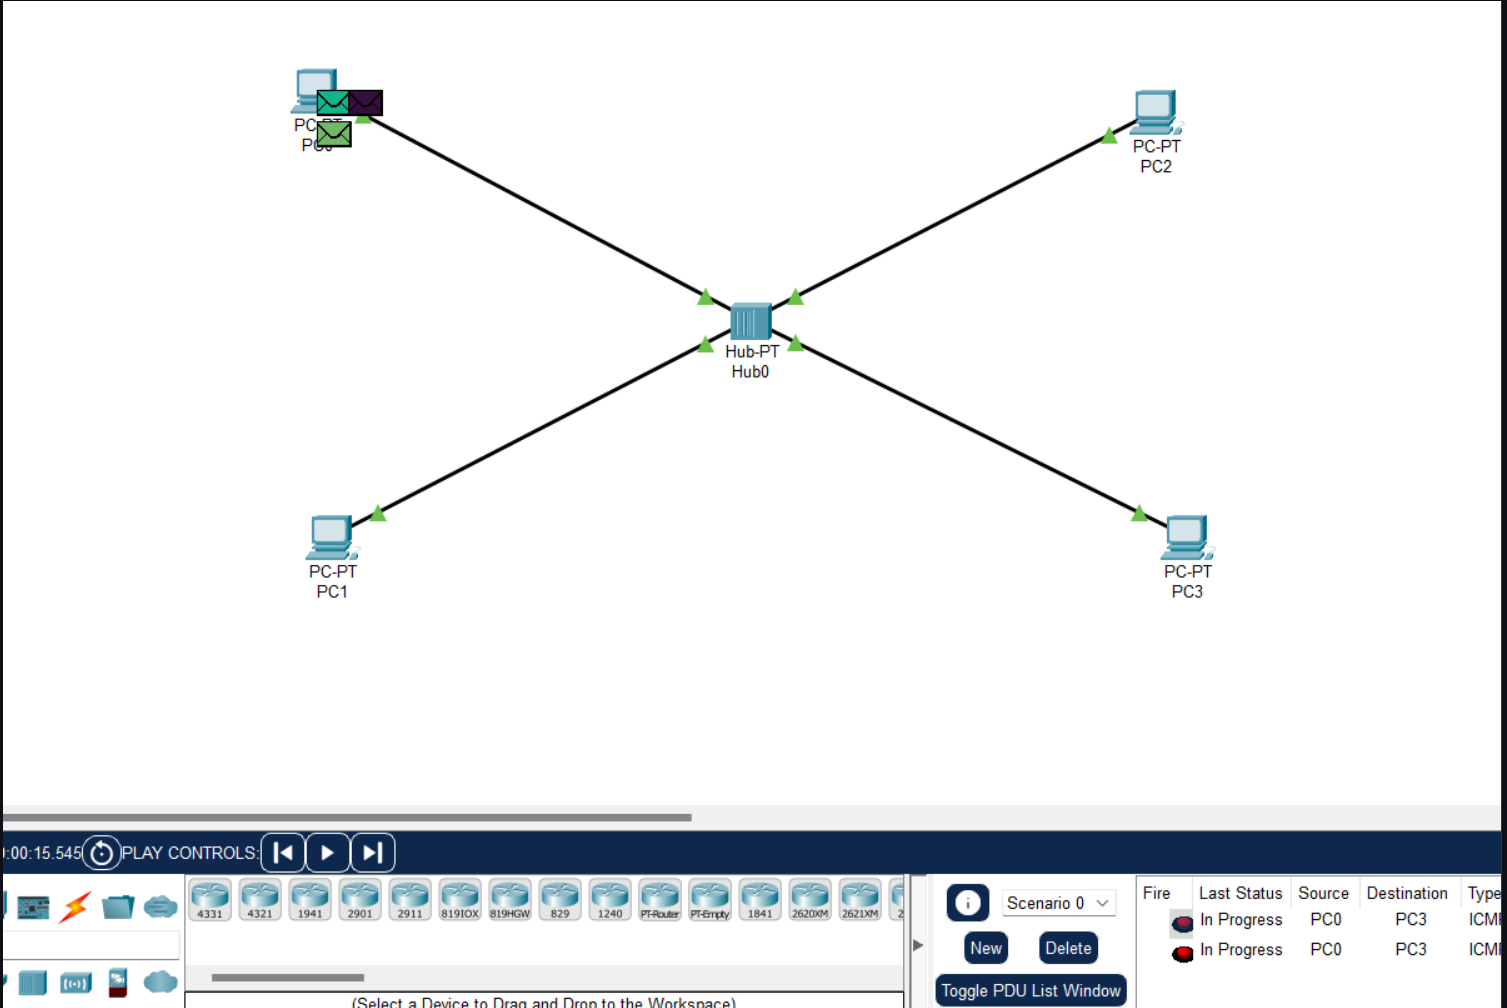 PC-PT
PC0
PC-PT
PC2
Hub-PT
Hub0
PC-PT
PC1
PC-PT
PC3
:00:15.545 PLAY CONTROLS:
4331 4321 1941 2901 2911 819IOX 819HGW 829 1240 PT-Router PT-Empty 1841 2620XM 2621XM 2
(Select a Device to Drag and Drop to the Workspace)
Scenario 0
New Delete
Toggle PDU List Window
Fire Last Status Source Destination Type
In Progress PC0 PC3 ICMP
In Progress PC0 PC3 ICMP